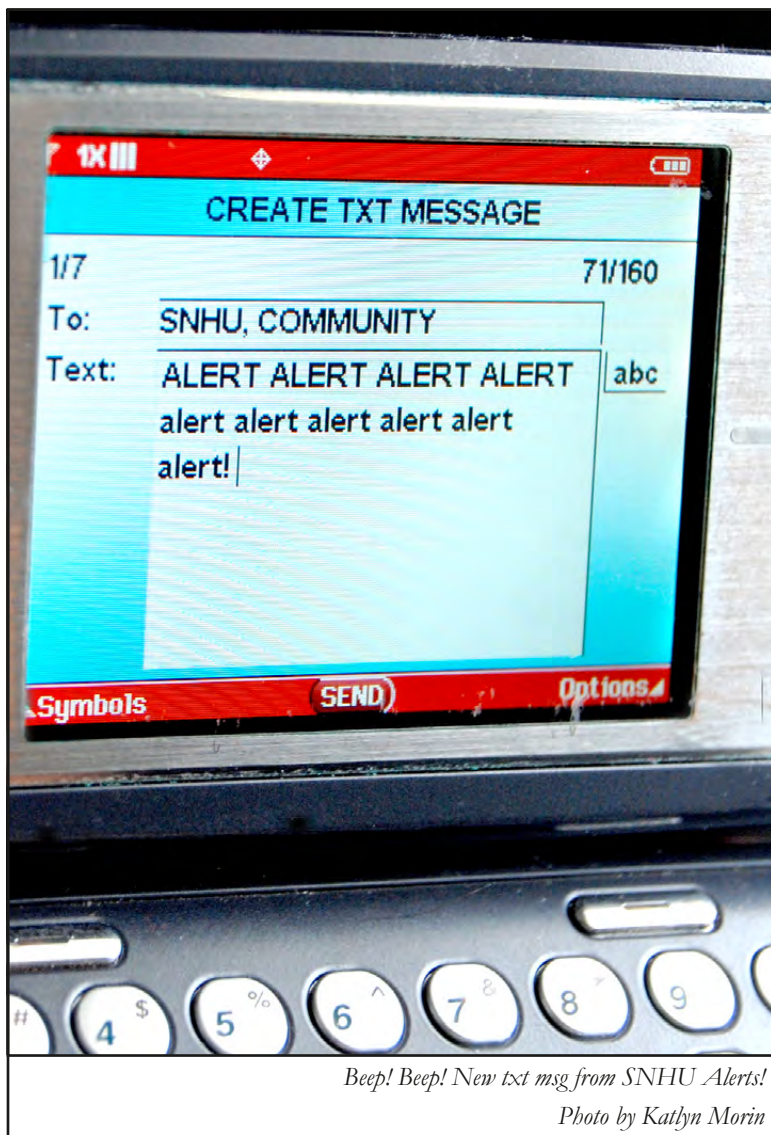 1X
CREATE TXT MESSAGE
1/7 71/160
To: SNHU, COMMUNITY
Text: ALERT ALERT ALERT ALERT abc
alert alert alert alert alert
alert!
Symbols SEND Options
# 4 $ 5 % 6 ^ 7 & 8 9
Beep! Beep! New txt msg from SNHU Alerts!
Photo by Katlyn Morin